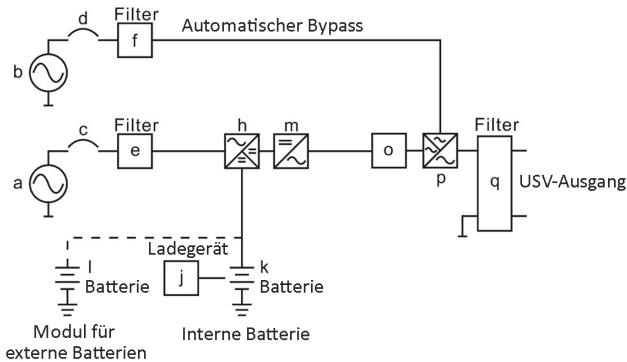 d
Filter
f
Automatischer Bypass
b
c
Filter
e
h
m
o
p
Filter
q
USV-Ausgang
a
Ladegerät
j
l
Batterie
k
Batterie
Modul für
externe Batterien
Interne Batterie